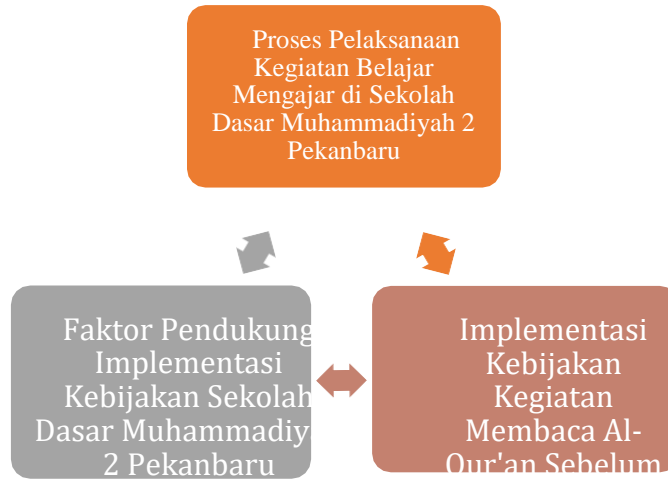 Proses Pelaksanaan
Kegiatan Belajar
Mengajar di Sekolah
Dasar Muhammadiyah 2
Pekanbaru
Faktor Pendukung
Implementasi
Kebijakan Sekolah
Dasar Muhammadiy
2 Pekanbaru
Implementasi
Kebijakan
Kegiatan
Membaca Al-
Qur'an Sebelum